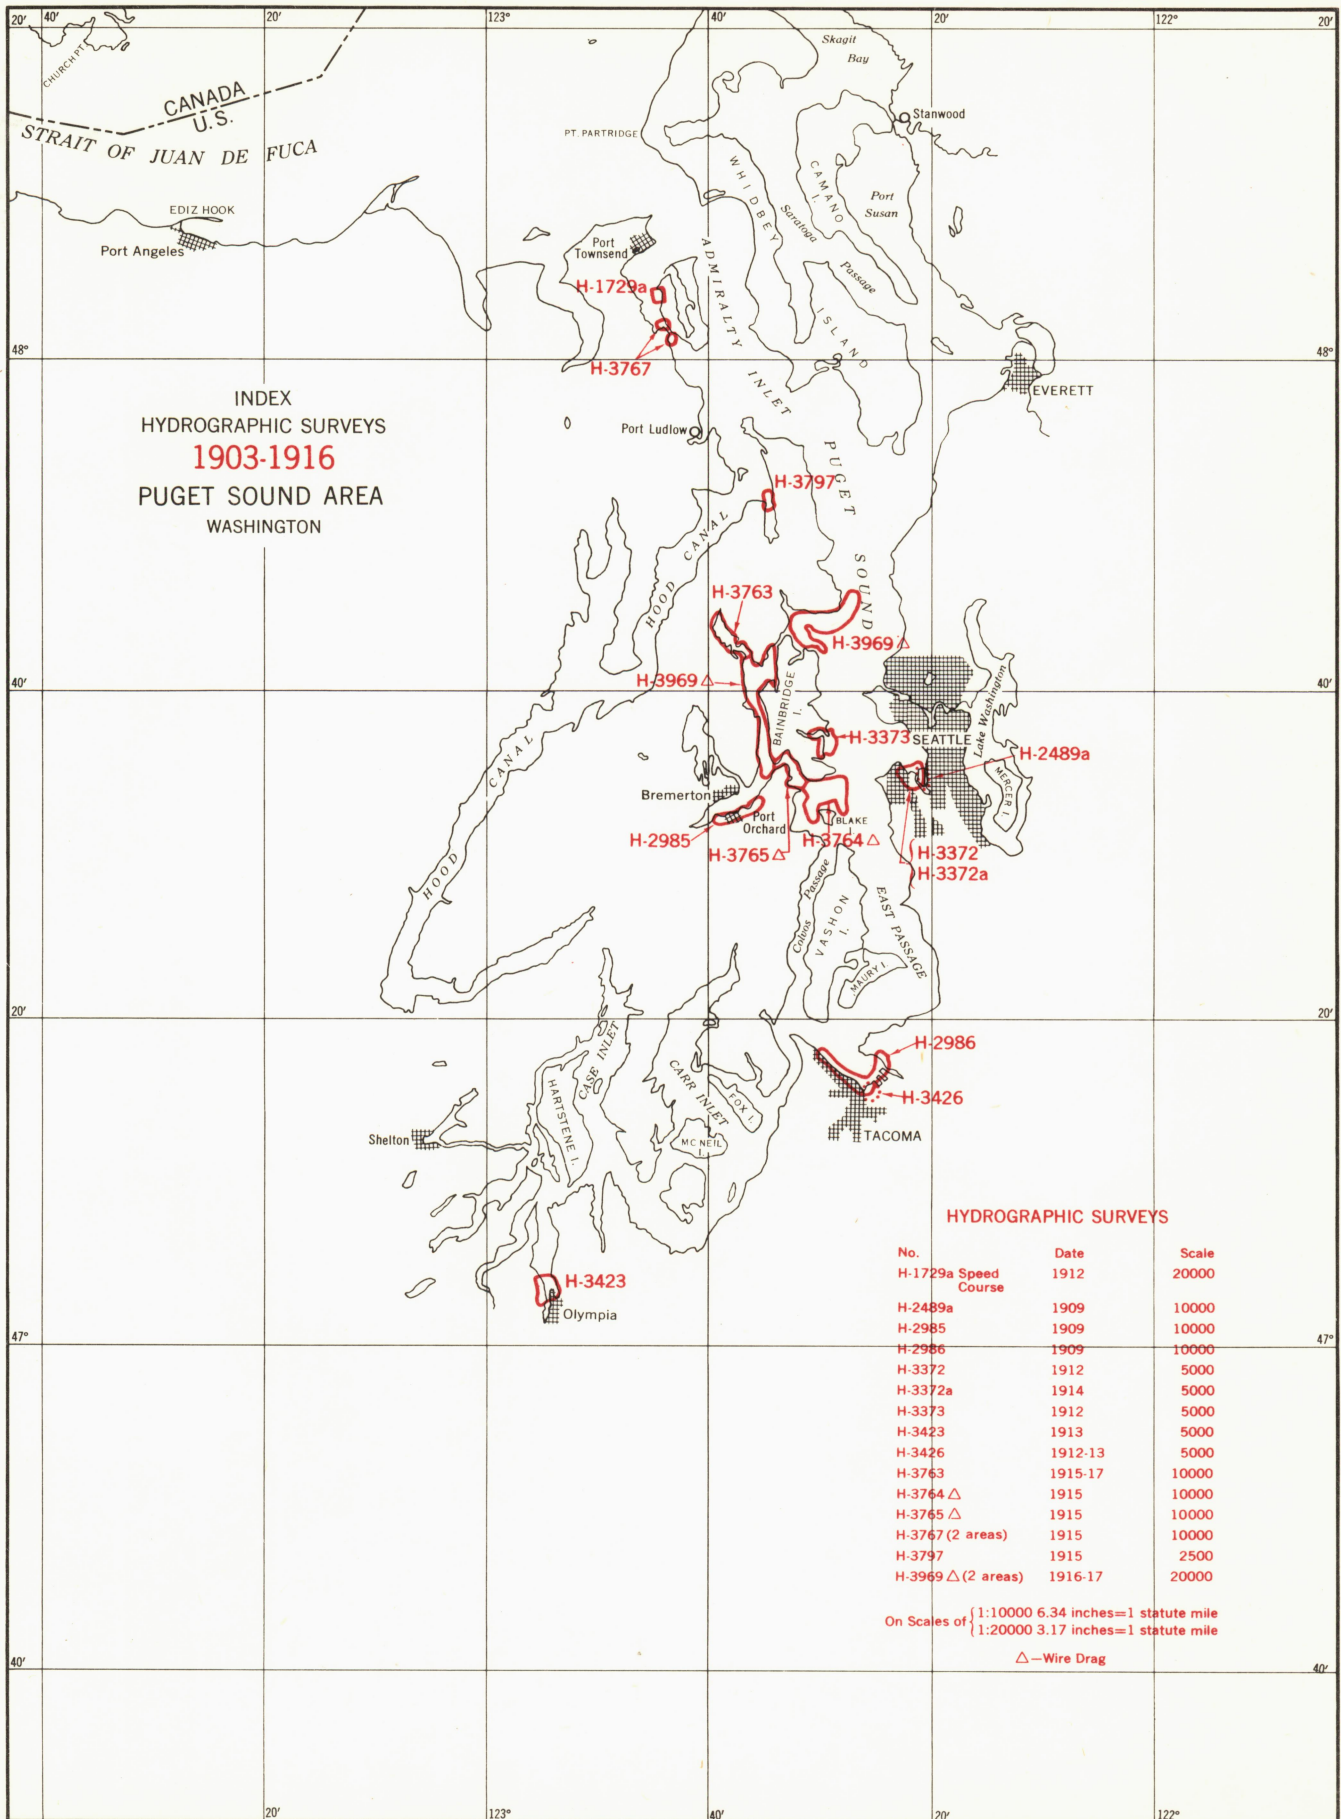 20' 40' 123° 40' 20' 122° 20'
CHURCH PT.
CANADA
U.S.
STRAIT OF JUAN DE FUCA
Skagit
Bay
Stanwood
PT. PARTRIDGE
WHIDBEY
ISLAND
CAMANO
I.
Port
Susan
Saratoga
Passage
EDIZ HOOK
Port Angeles
Port
Townsend
ADMIRALTY
INLET
H-1729a
H-3767
48° 48°
EVERETT
INDEX
HYDROGRAPHIC SURVEYS
1903-1916
PUGET SOUND AREA
WASHINGTON
Port Ludlow
PUGET
SOUND
H-3797
HOOD CANAL
H-3763
H-3969 △
H-3969 △
40' 40'
BAINBRIDGE
I.
Lake Washington
H-3373
SEATTLE
H-2489a
MERCER I.
HOOD CANAL
Bremerton
Port
Orchard
BLAKE
I.
H-2985
H-3765 △
H-3764 △
H-3372
H-3372a
Colvos Passage
VASHON
I.
EAST PASSAGE
MAURY I.
20' 20'
H-2986
H-3426
TACOMA
CASE INLET
HARTSTENE I.
CARR INLET
FOX I.
MC NEIL
I.
Shelton
H-3423
Olympia
HYDROGRAPHIC SURVEYS
No. Date Scale
H-1729a Speed 1912 20000
Course
H-2489a 1909 10000
H-2985 1909 10000
H-2986 1909 10000
H-3372 1912 5000
H-3372a 1914 5000
H-3373 1912 5000
H-3423 1913 5000
H-3426 1912-13 5000
H-3763 1915-17 10000
H-3764 △ 1915 10000
H-3765 △ 1915 10000
H-3767 (2 areas) 1915 10000
H-3797 1915 2500
H-3969 △ (2 areas) 1916-17 20000
47° 47°
On Scales of { 1:10000 6.34 inches=1 statute mile
1:20000 3.17 inches=1 statute mile
△—Wire Drag
40' 40'
20' 123° 40' 20' 122°